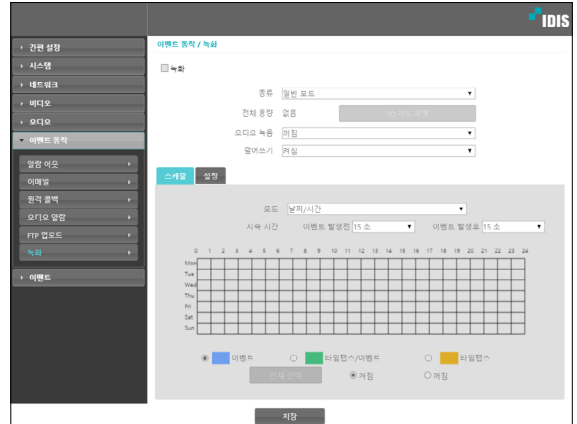 IDIS
간편 설정
시스템
네트워크
비디오
오디오
이벤트 동작
알람 아웃
이메일
원격 콜백
오디오 알람
FTP 업로드
녹화
이벤트
이벤트 동작 / 녹화
녹화
종류 일반 모드
전체 용량 없음 SD 카드 포맷
오디오 녹음 꺼짐
덮어쓰기 켜짐
스케줄 설정
모드 날짜/시간
지속 시간 이벤트 발생전 15 초 이벤트 발생후 15 초
0 1 2 3 4 5 6 7 8 9 10 11 12 13 14 15 16 17 18 19 20 21 22 23 24
Mon
Tue
Wed
Thu
Fri
Sat
Sun
이벤트 타임랩스/이벤트 타임랩스
전체 선택 켜짐 꺼짐
저장